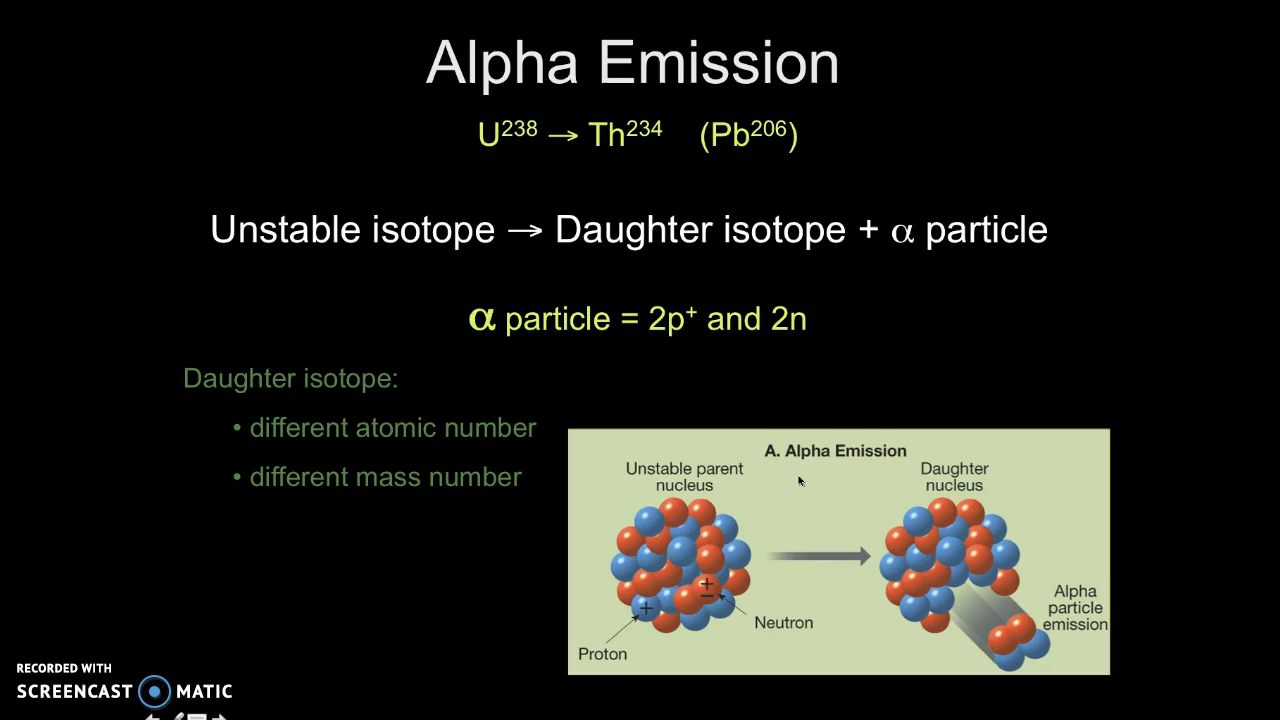 Alpha Emission
U²³⁸ → Th²³⁴ (Pb²⁰⁶)
Unstable isotope → Daughter isotope + α particle
α particle = 2p⁺ and 2n
Daughter isotope:
• different atomic number
• different mass number
A. Alpha Emission
Unstable parent
nucleus
Daughter
nucleus
+
−
+
Neutron
Proton
Alpha
particle
emission
RECORDED WITH
SCREENCAST MATIC